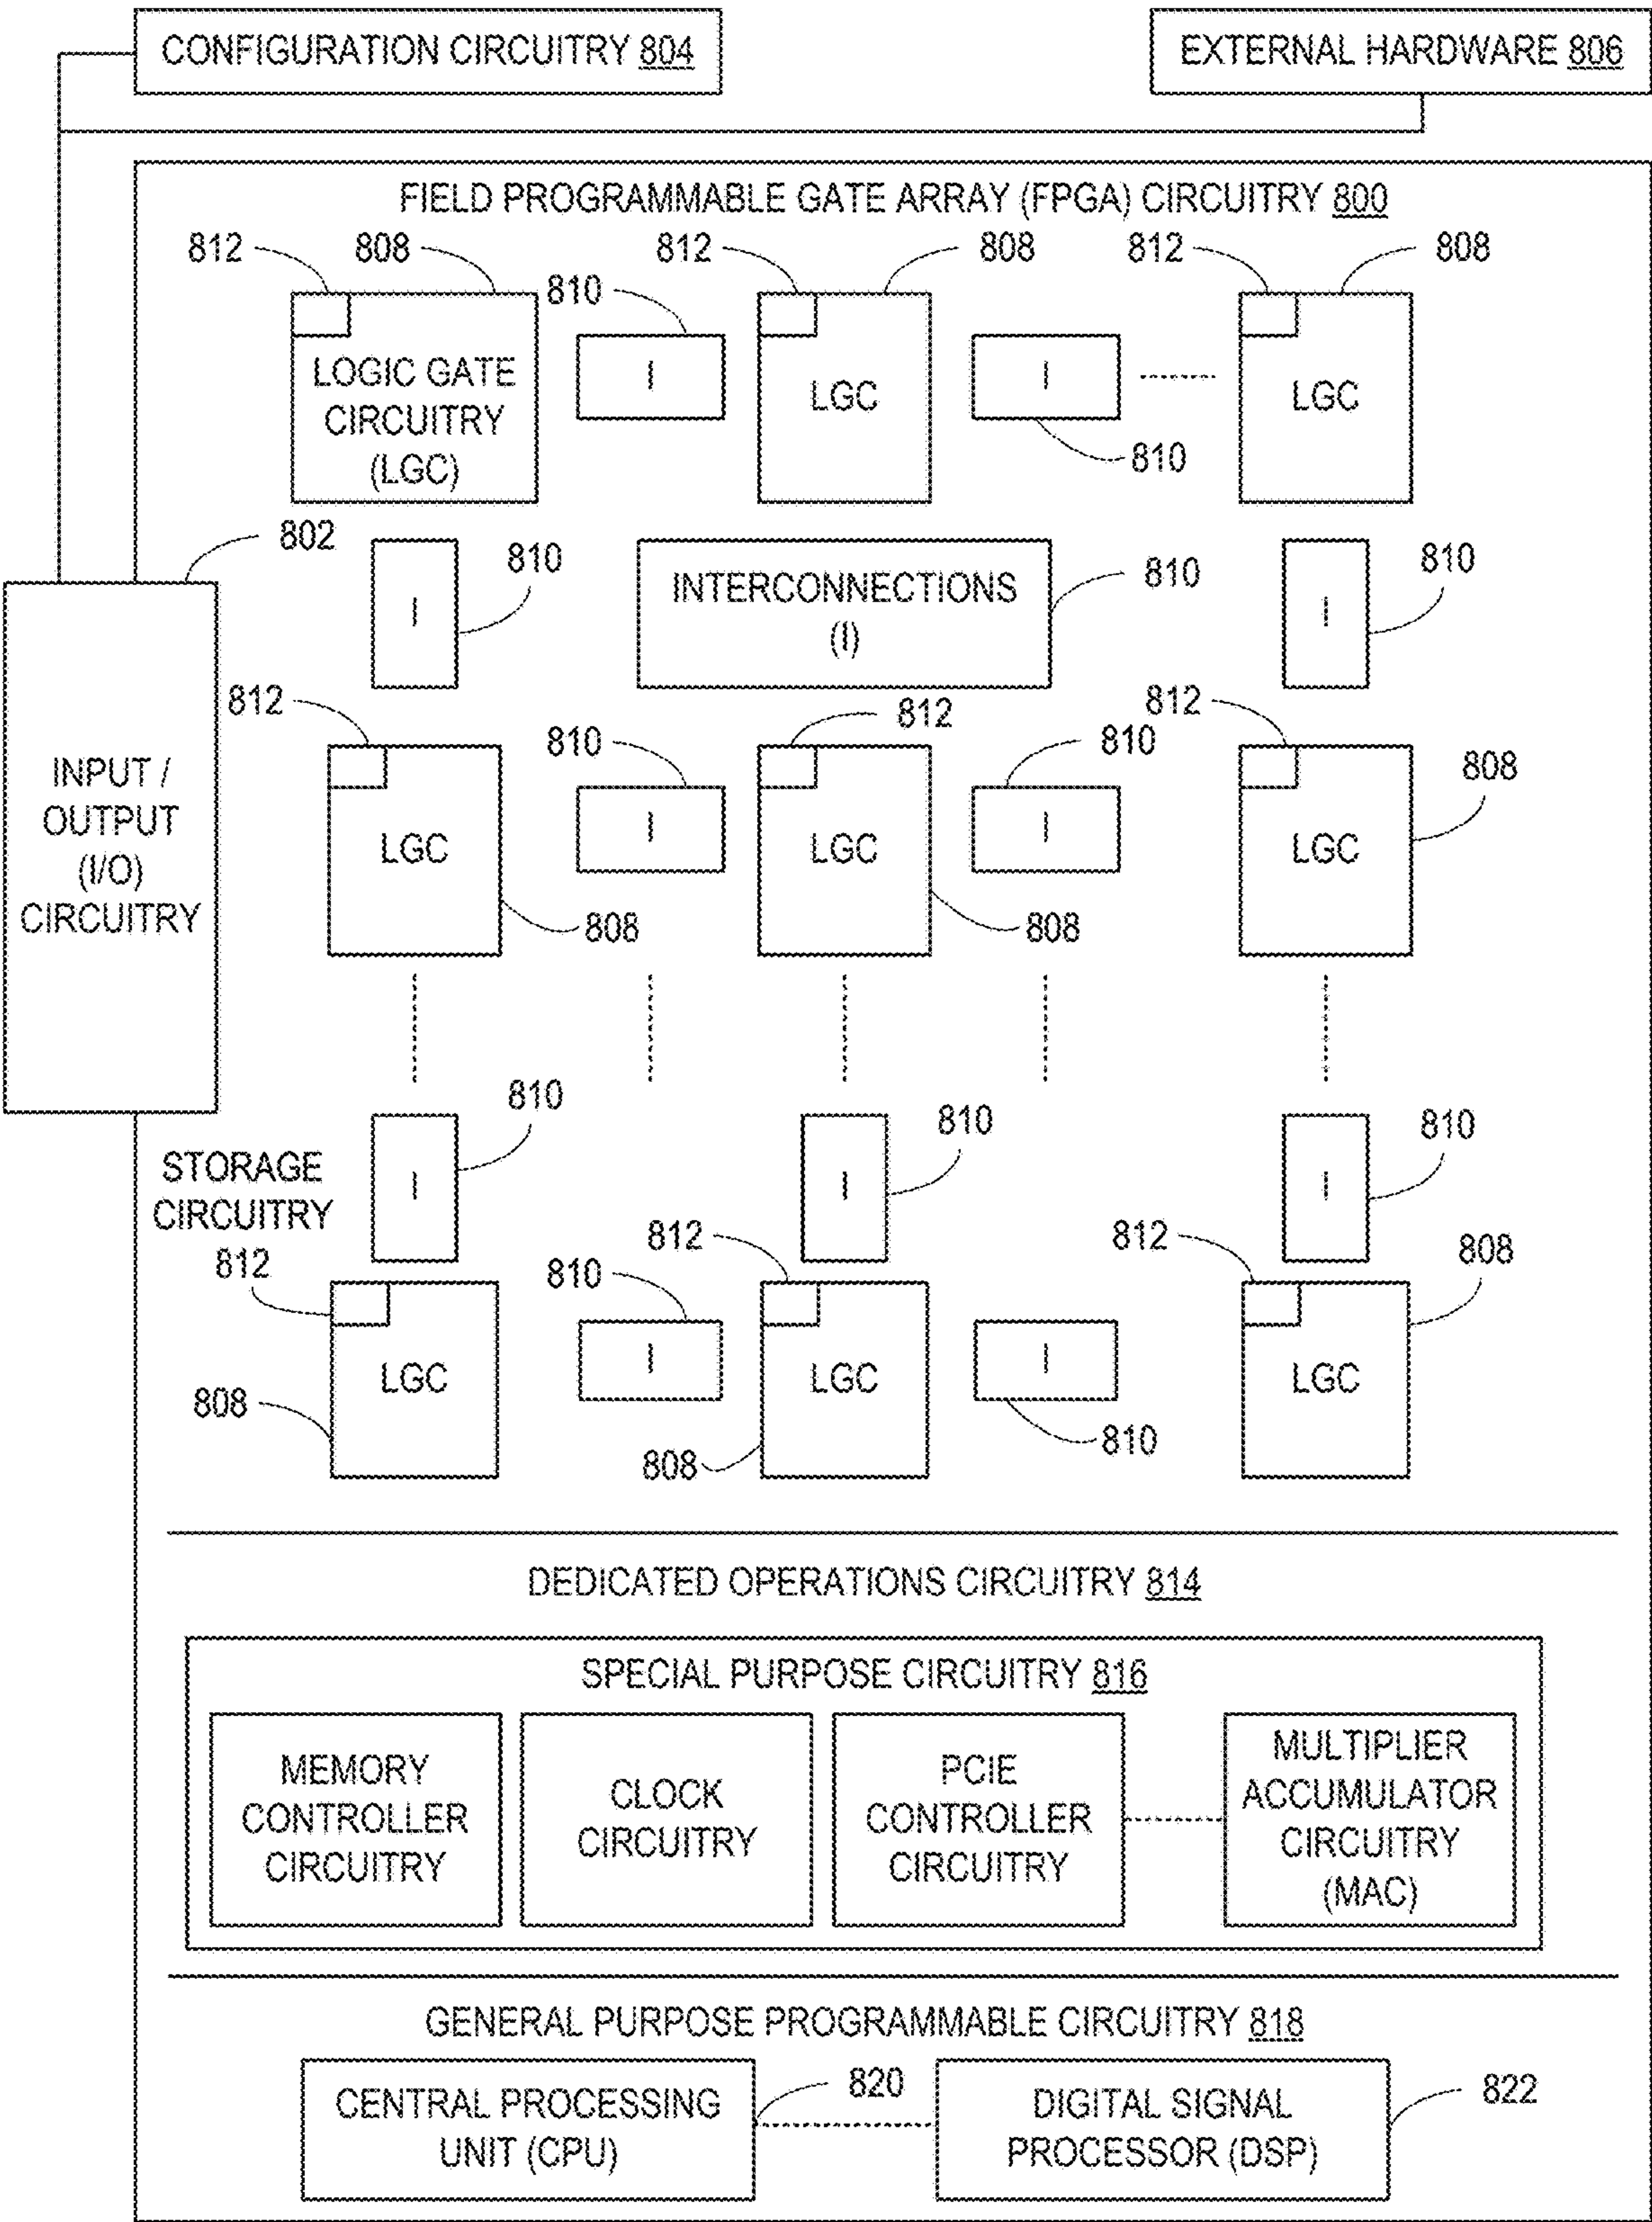 CONFIGURATION CIRCUITRY 804
EXTERNAL HARDWARE 806
FIELD PROGRAMMABLE GATE ARRAY (FPGA) CIRCUITRY 800
812
808
812
808
812
808
810
LOGIC GATE
CIRCUITRY
(LGC)
I
LGC
I
LGC
810
802
810
INTERCONNECTIONS
(I)
810
810
I
I
812
812
812
810
810
808
INPUT /
OUTPUT
(I/O)
CIRCUITRY
LGC
I
LGC
I
LGC
808
808
810
810
810
STORAGE
CIRCUITRY
812
I
I
I
812
812
808
810
LGC
I
LGC
I
LGC
808
808
810
DEDICATED OPERATIONS CIRCUITRY 814
SPECIAL PURPOSE CIRCUITRY 816
MEMORY
CONTROLLER
CIRCUITRY
CLOCK
CIRCUITRY
PCIE
CONTROLLER
CIRCUITRY
MULTIPLIER
ACCUMULATOR
CIRCUITRY
(MAC)
GENERAL PURPOSE PROGRAMMABLE CIRCUITRY 818
CENTRAL PROCESSING
UNIT (CPU)
820
DIGITAL SIGNAL
PROCESSOR (DSP)
822